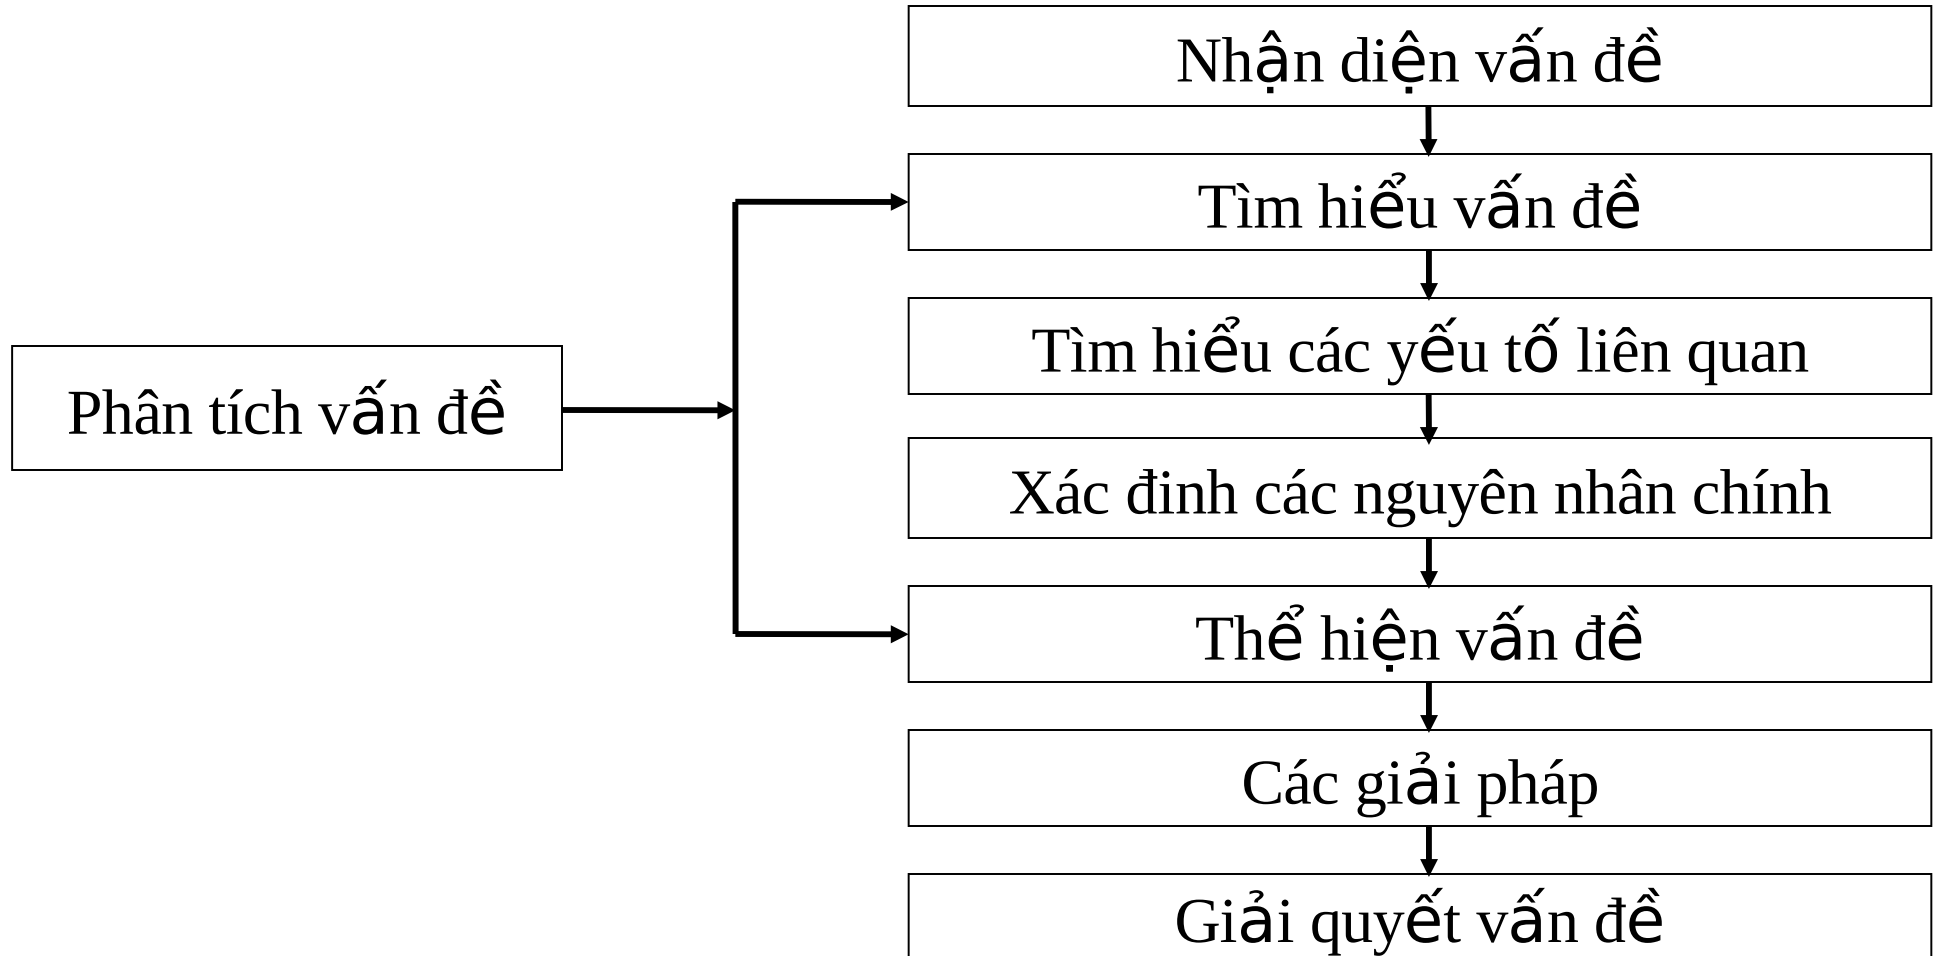 Nhận diện vấn đề
Tìm hiểu vấn đề
Tìm hiểu các yếu tố liên quan
Phân tích vấn đề
Xác đinh các nguyên nhân chính
Thể hiện vấn đề
Các giải pháp
Giải quyết vấn đề